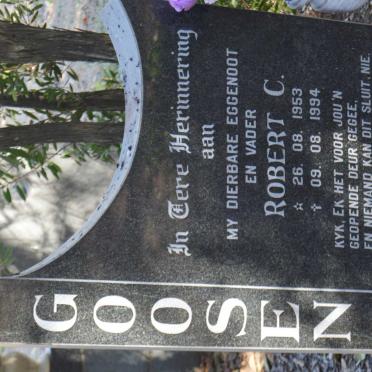 GOOSEN
In Tere Herinnering
aan
MY DIERBARE EGGENOOT
EN VADER
ROBERT C.
☆ 26. 08. 1953
† 09. 08. 1994
KYK, EK HET VOOR JOU 'N
GEOPENDE DEUR GEGEE,
EN NIEMAND KAN DIT SLUIT NIE.